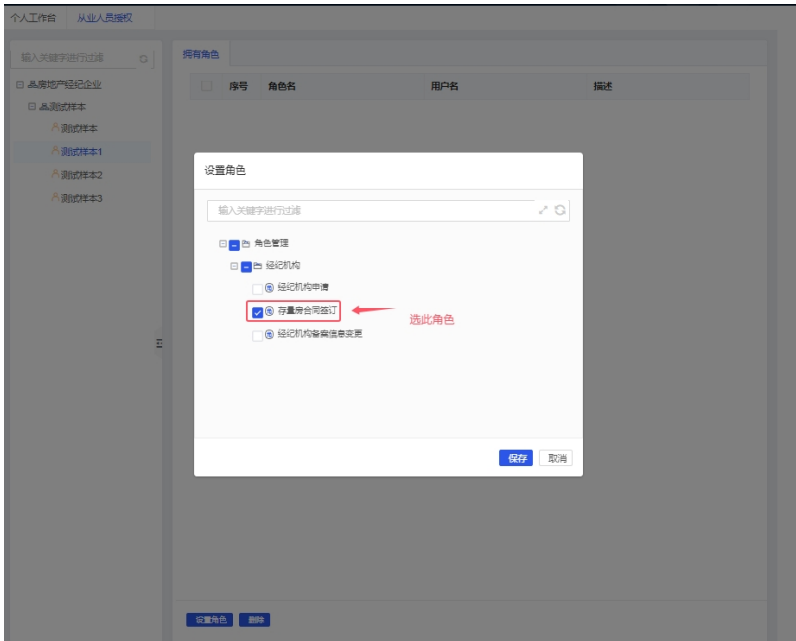 个人工作台 从业人员授权
输入关键字进行过滤
房地产经纪企业
测试样本
测试样本
测试样本1
测试样本2
测试样本3
拥有角色
序号 角色名 用户名 描述
设置角色
输入关键字进行过滤
角色管理
经纪机构
经纪机构申请
存量房合同签订
选此角色
经纪机构备案信息变更
保存 取消
设置角色 删除